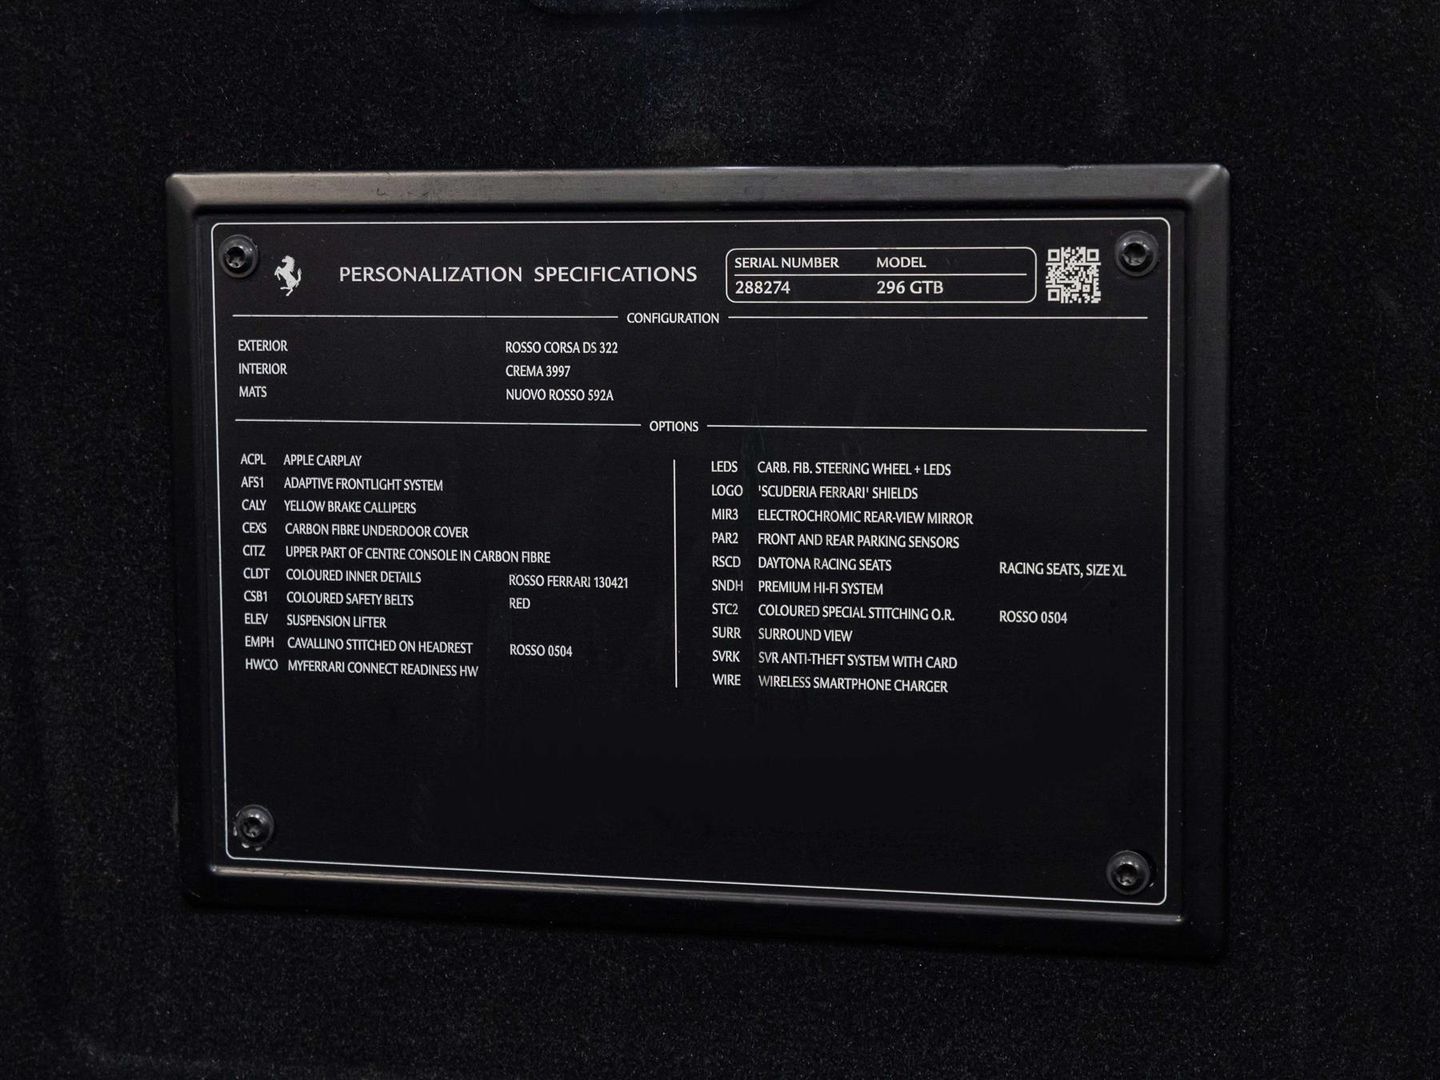 PERSONALIZATION SPECIFICATIONS
SERIAL NUMBER MODEL
288274 296 GTB
CONFIGURATION
EXTERIOR ROSSO CORSA DS 322
INTERIOR CREMA 3997
MATS NUOVO ROSSO 592A
OPTIONS
ACPL APPLE CARPLAY
AFS1 ADAPTIVE FRONTLIGHT SYSTEM
CALY YELLOW BRAKE CALLIPERS
CEXS CARBON FIBRE UNDERDOOR COVER
CITZ UPPER PART OF CENTRE CONSOLE IN CARBON FIBRE
CLDT COLOURED INNER DETAILS ROSSO FERRARI 130421
CSB1 COLOURED SAFETY BELTS RED
ELEV SUSPENSION LIFTER
EMPH CAVALLINO STITCHED ON HEADREST ROSSO 0504
HWCO MYFERRARI CONNECT READINESS HW
LEDS CARB. FIB. STEERING WHEEL + LEDS
LOGO 'SCUDERIA FERRARI' SHIELDS
MIR3 ELECTROCHROMIC REAR-VIEW MIRROR
PAR2 FRONT AND REAR PARKING SENSORS
RSCD DAYTONA RACING SEATS RACING SEATS, SIZE XL
SNDH PREMIUM HI-FI SYSTEM
STC2 COLOURED SPECIAL STITCHING O.R. ROSSO 0504
SURR SURROUND VIEW
SVRK SVR ANTI-THEFT SYSTEM WITH CARD
WIRE WIRELESS SMARTPHONE CHARGER